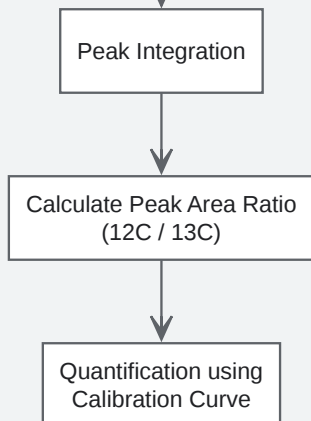 Peak Integration
Calculate Peak Area Ratio
(12C / 13C)
Quantification using
Calibration Curve